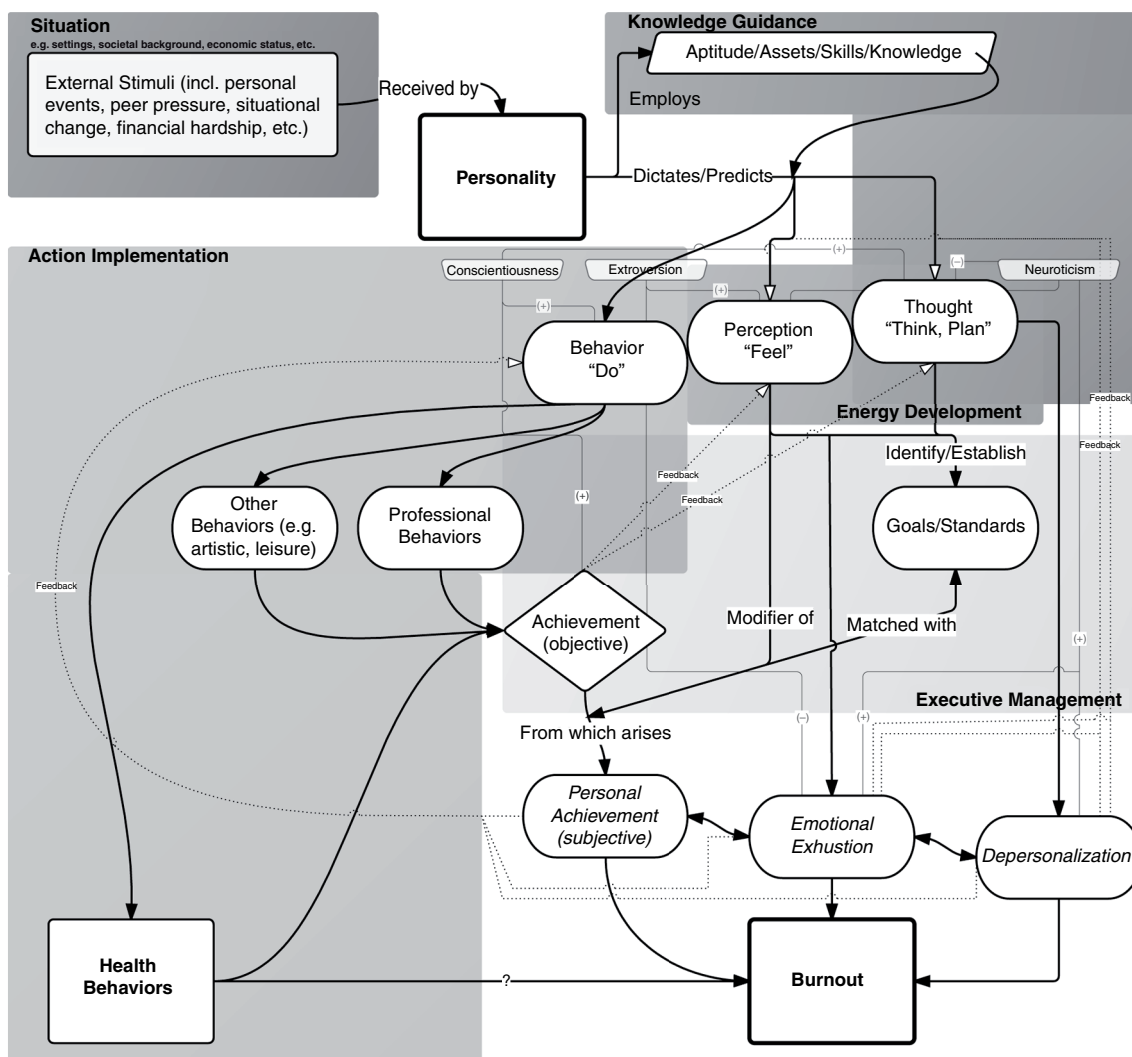 Situation
e.g. settings, societal background, economic status, etc.
External Stimuli (incl. personal
events, peer pressure, situational
change, financial hardship, etc.)
Received by
Personality
Knowledge Guidance
Aptitude/Assets/Skills/Knowledge
Employs
Dictates/Predicts
Action Implementation
Conscientiousness
Extroversion
(+)
(–)
Neuroticism
(+)
(+)
Behavior
“Do”
Perception
“Feel”
Thought
“Think, Plan”
Energy Development
Feedback
Feedback
Identify/Establish
Feedback
Feedback
(+)
Other
Behaviors (e.g.
artistic, leisure)
Professional
Behaviors
Goals/Standards
Feedback
Achievement
(objective)
Modifier of
Matched with
(+)
Executive Management
(–)
(+)
From which arises
Personal
Achievement
(subjective)
Emotional
Exhustion
Depersonalization
Health
Behaviors
?
Burnout